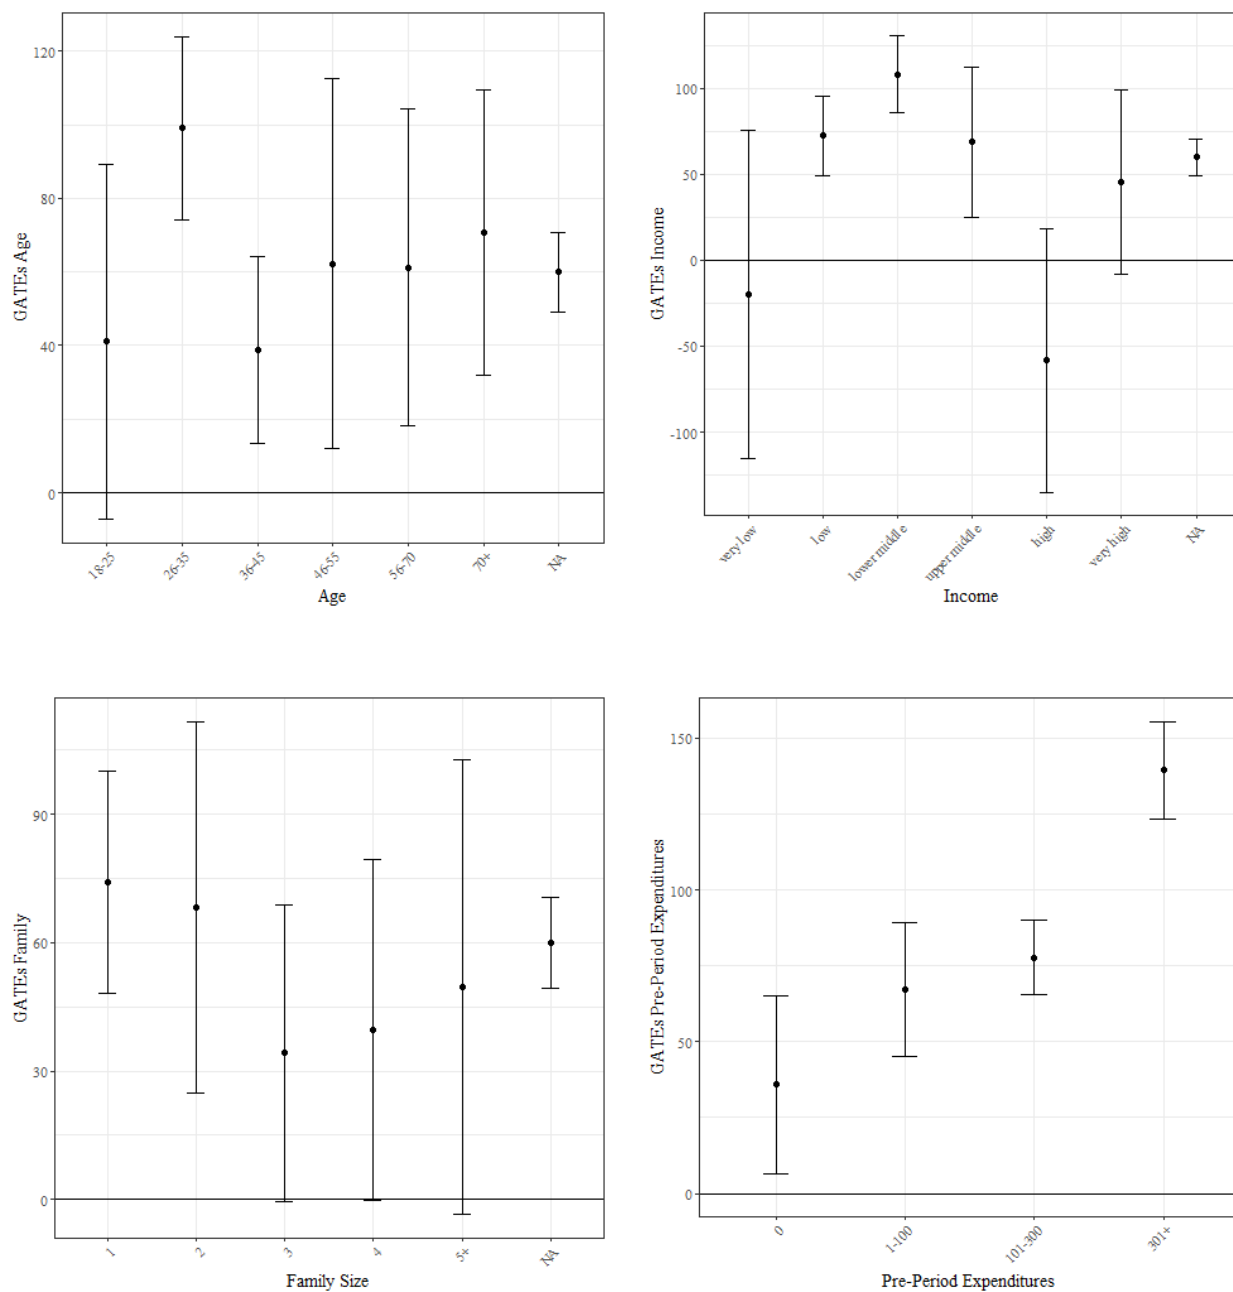 GATEs Age
120
80
40
0
18-25
26-35
36-45
46-55
56-70
70+
NA
Age
GATEs Income
100
50
0
-50
-100
very low
low
lower middle
upper middle
high
very high
NA
Income
GATEs Family
90
60
30
0
1
2
3
4
5+
NA
Family Size
GATEs Pre-Period Expenditures
150
100
50
0
0
1-100
101-300
301+
Pre-Period Expenditures